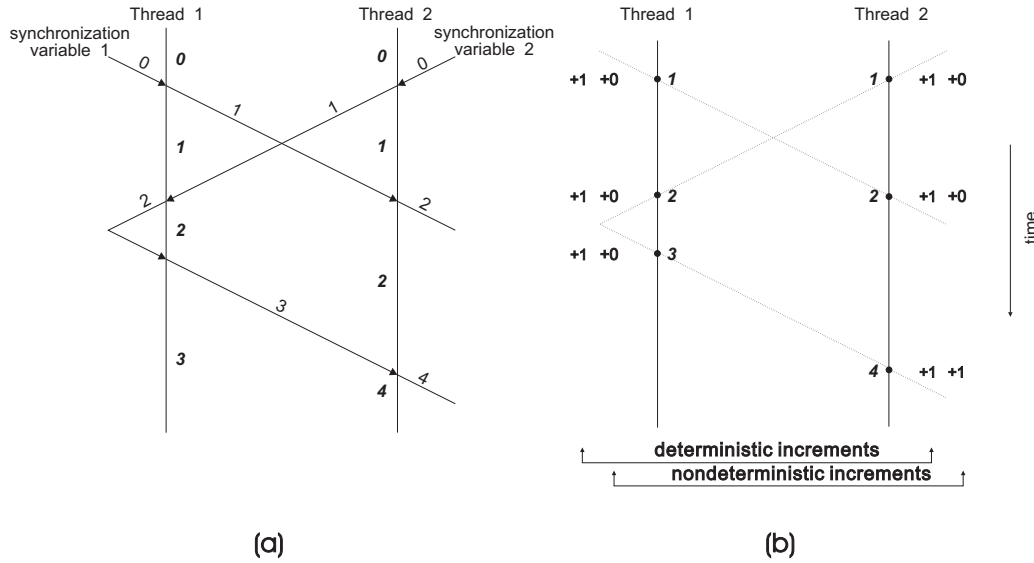 Thread 1
Thread 2
synchronization
variable 1
synchronization
variable 2
0
0
0
0
1
1
1
1
2
2
2
2
3
3
4
4
(a)
Thread 1
Thread 2
+1 +0
1
1
+1 +0
+1 +0
2
2
+1 +0
+1 +0
3
4
+1 +1
time
deterministic increments
nondeterministic increments
(b)